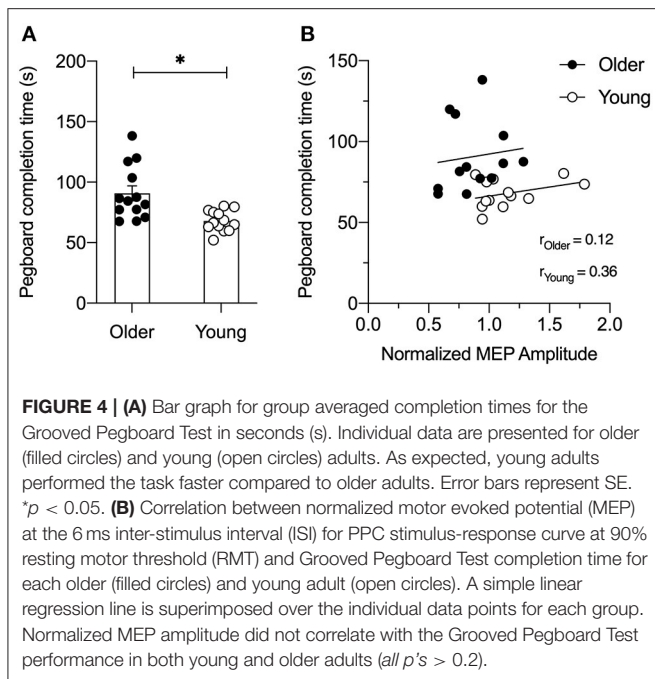 A
B
*
200
150
100
50
0
Pegboard completion time (s)
Older
Young
150
100
50
0
Pegboard completion time (s)
Older
Young
rOlder = 0.12
rYoung = 0.36
0.0 0.5 1.0 1.5 2.0
Normalized MEP Amplitude
FIGURE 4 | (A) Bar graph for group averaged completion times for the
Grooved Pegboard Test in seconds (s). Individual data are presented for older
(filled circles) and young (open circles) adults. As expected, young adults
performed the task faster compared to older adults. Error bars represent SE.
*p < 0.05. (B) Correlation between normalized motor evoked potential (MEP)
at the 6 ms inter-stimulus interval (ISI) for PPC stimulus-response curve at 90%
resting motor threshold (RMT) and Grooved Pegboard Test completion time for
each older (filled circles) and young adult (open circles). A simple linear
regression line is superimposed over the individual data points for each group.
Normalized MEP amplitude did not correlate with the Grooved Pegboard Test
performance in both young and older adults (all p's > 0.2).